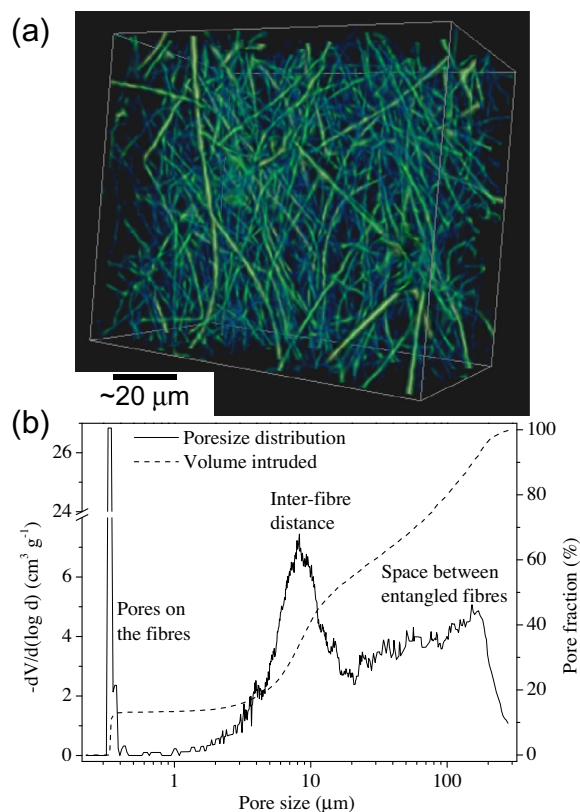 (a)
~20 μm
(b)
26
24
6
4
2
0
-dV/d(log d) (cm³ g⁻¹)
Poresize distribution
Volume intruded
Inter-fibre
distance
Pores on
the fibres
Space between
entangled fibres
100
80
60
40
20
0
Pore fraction (%)
1
10
100
Pore size (μm)